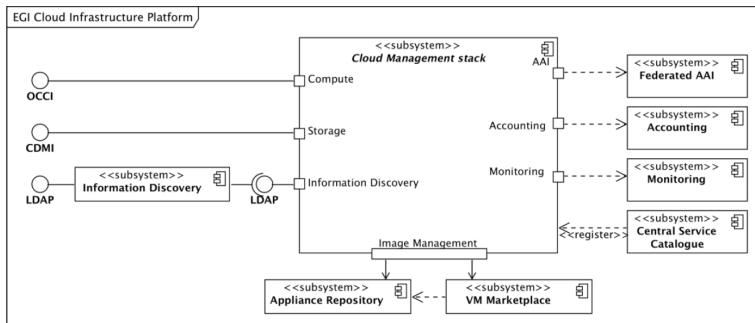 EGI Cloud Infrastructure Platform
<<subsystem>>
Cloud Management stack
AAI
<<subsystem>>
Federated AAI
Compute
OCCI
<<subsystem>>
Accounting
Accounting
Storage
CDMI
<<subsystem>>
Monitoring
Monitoring
<<subsystem>>
Information Discovery
Information Discovery
LDAP
LDAP
<<subsystem>>
Central Service
Catalogue
<<register>>
Image Management
<<subsystem>>
Appliance Repository
<<subsystem>>
VM Marketplace